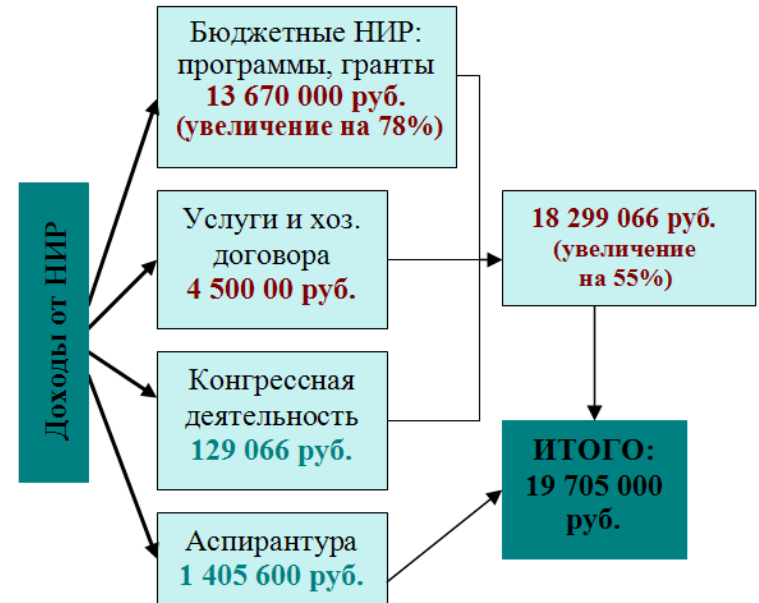 Доходы от НИР
Бюджетные НИР:
программы, гранты
13 670 000 руб.
(увеличение на 78%)
Услуги и хоз.
договора
4 500 00 руб.
Конгрессная
деятельность
129 066 руб.
Аспирантура
1 405 600 руб.
18 299 066 руб.
(увеличение
на 55%)
ИТОГО:
19 705 000
руб.